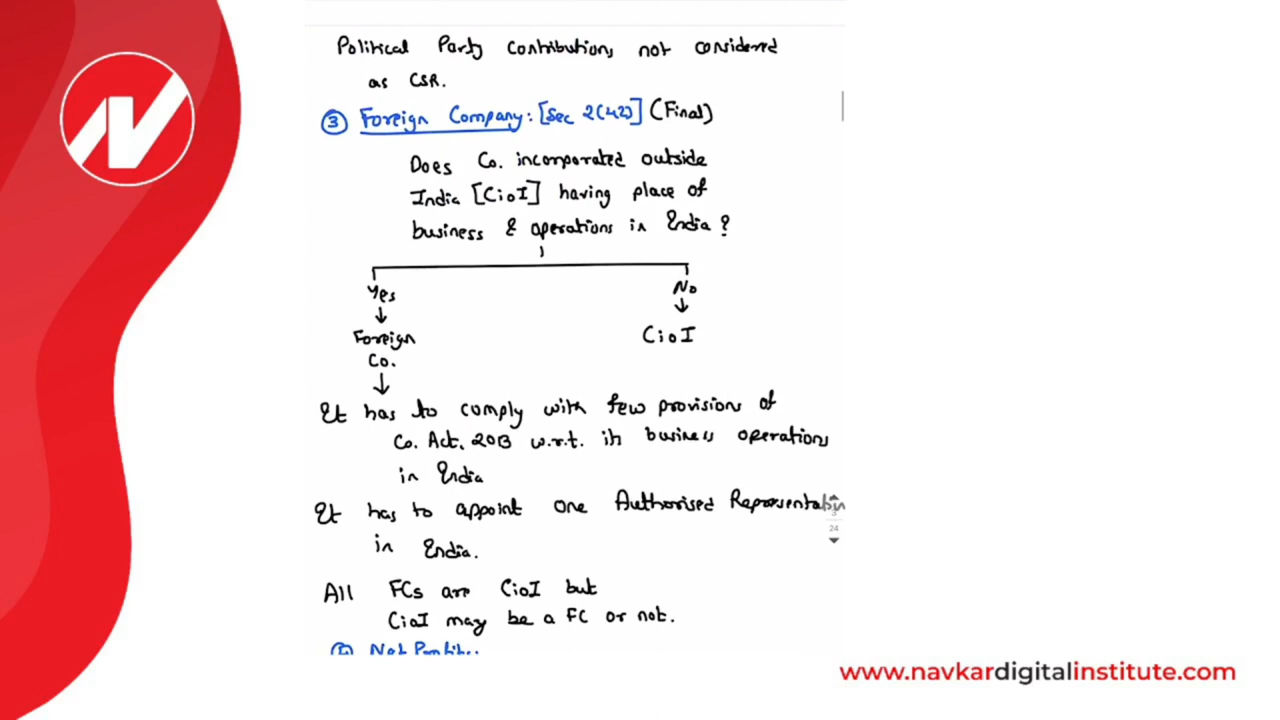 Political Party Contribution, not considered
as CSR.
③ Foreign Company: [Sec 2(42)] (Final)
Does Co. incorporated outside
India [CioI] having place of
business & operations in India?
Yes
No
Foreign
Co.
CioI
It has to comply with few provisions of
Co. Act, 2013 w.r.t. its business operations
in India
It has to appoint one Authorised Representativ
in India.
24
All FCs are CioI but
CioI may be a FC or not.
www.navkardigitalinstitute.com